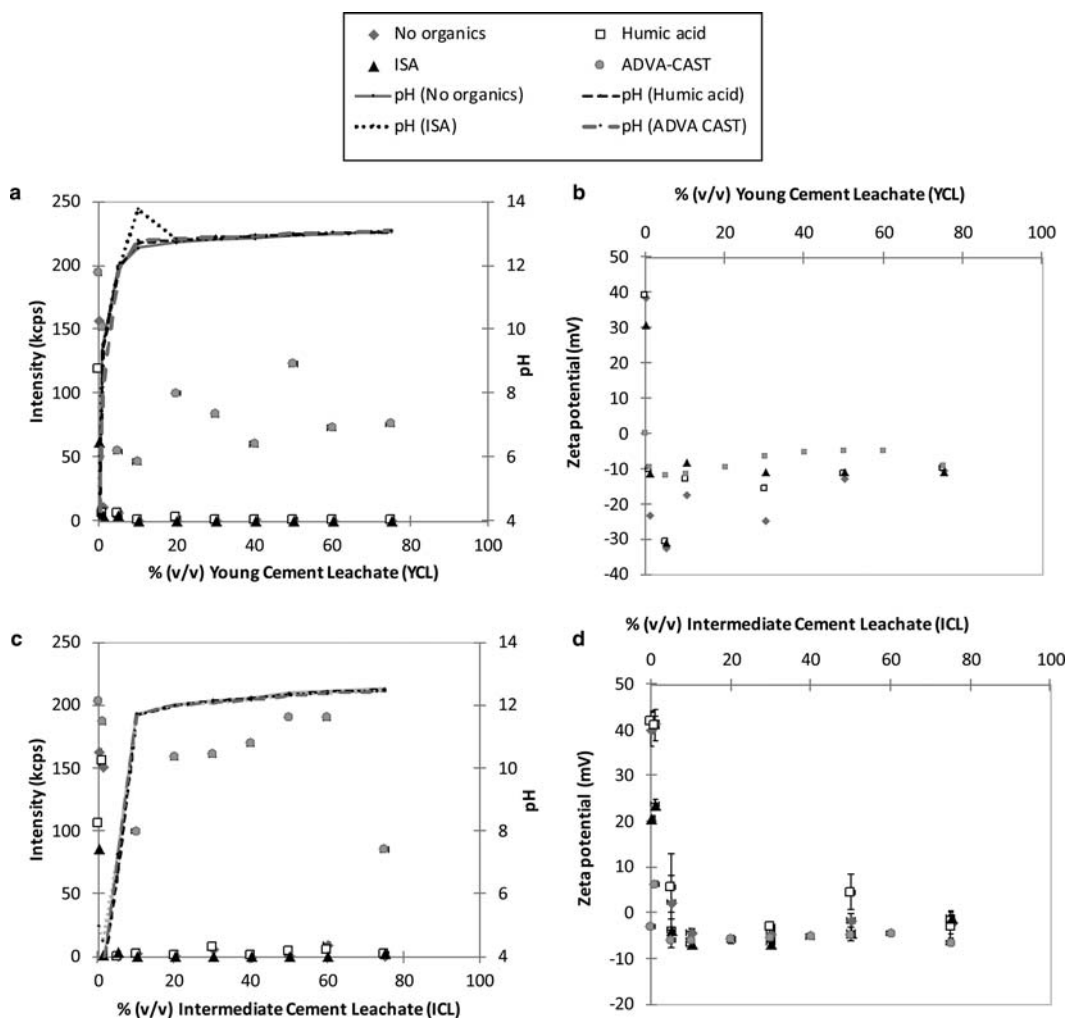 No organics
Humic acid
ISA
ADVA-CAST
pH (No organics)
pH (Humic acid)
pH (ISA)
pH (ADVA CAST)
a
250
200
150
100
50
0
Intensity (kcps)
14
12
10
8
6
4
pH
0 20 40 60 80 100
% (v/v) Young Cement Leachate (YCL)
b
% (v/v) Young Cement Leachate (YCL)
0 20 40 60 80 100
50
40
30
20
10
0
-10
-20
-30
-40
Zeta potential (mV)
c
250
200
150
100
50
0
Intensity (kcps)
14
12
10
8
6
4
pH
0 20 40 60 80 100
% (v/v) Intermediate Cement Leachate (ICL)
d
% (v/v) Intermediate Cement Leachate (ICL)
0 20 40 60 80 100
50
40
30
20
10
0
-10
-20
Zeta potential (mV)